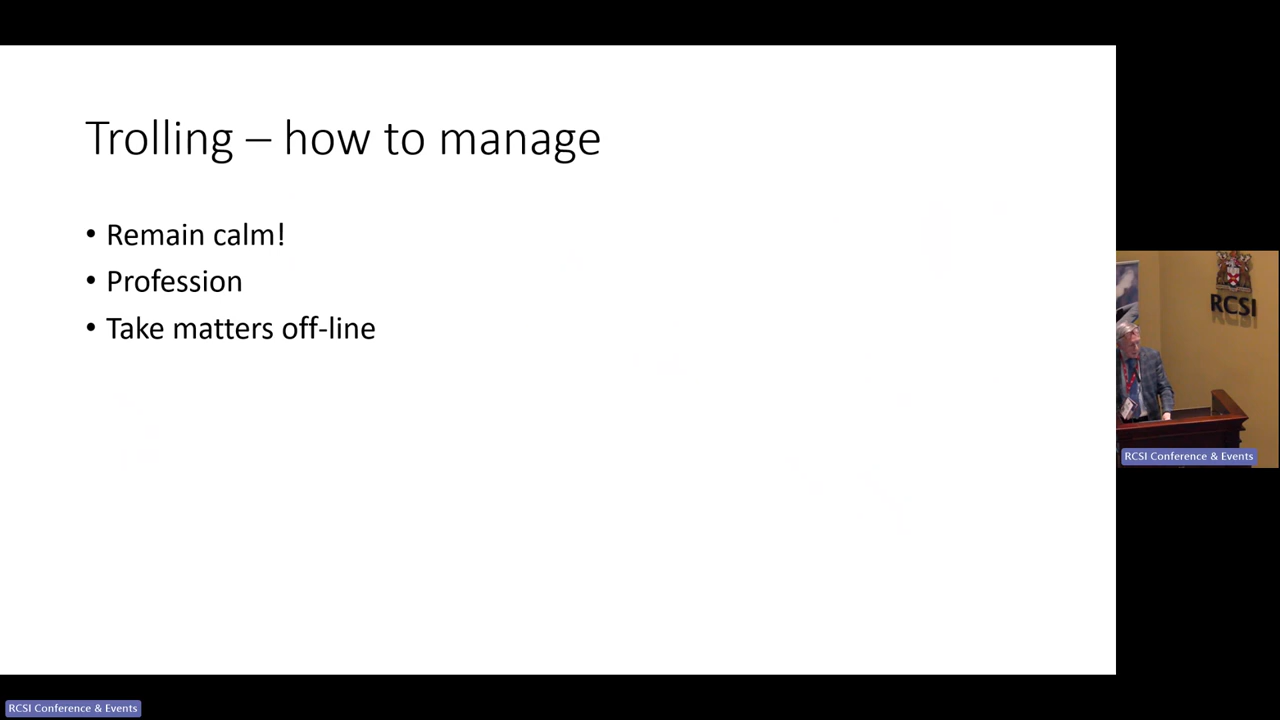 Trolling – how to manage
• Remain calm!
• Profession
• Take matters off-line
RCSI
RCSI Conference & Events
RCSI Conference & Events